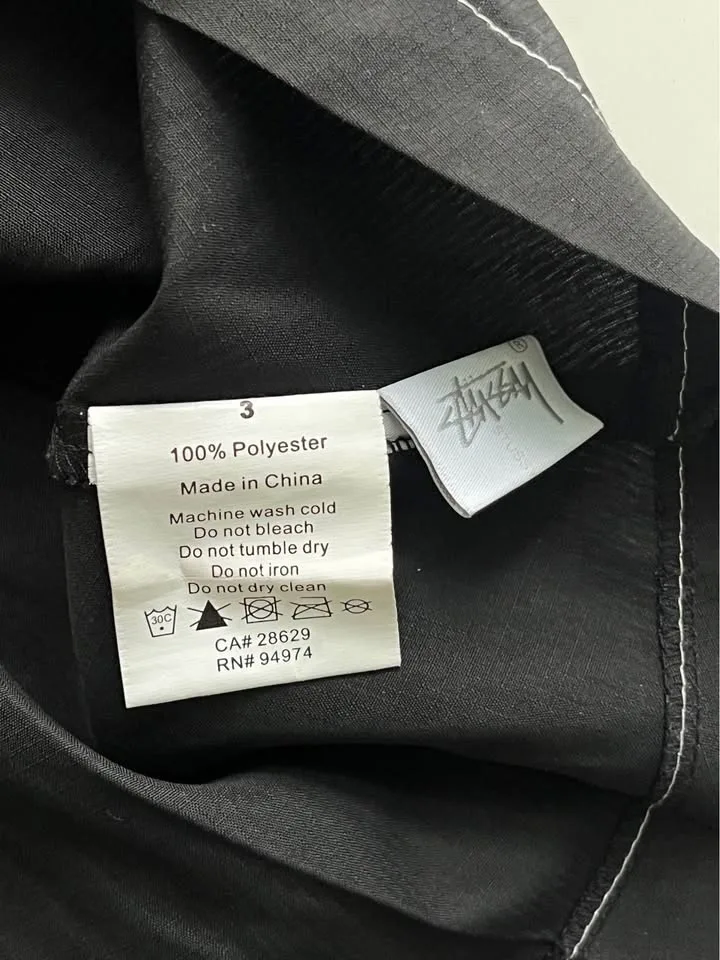 3
100% Polyester
Made in China
Machine wash cold
Do not bleach
Do not tumble dry
Do not iron
Do not dry clean
30C
CA# 28629
RN# 94974
STÜSSY
®